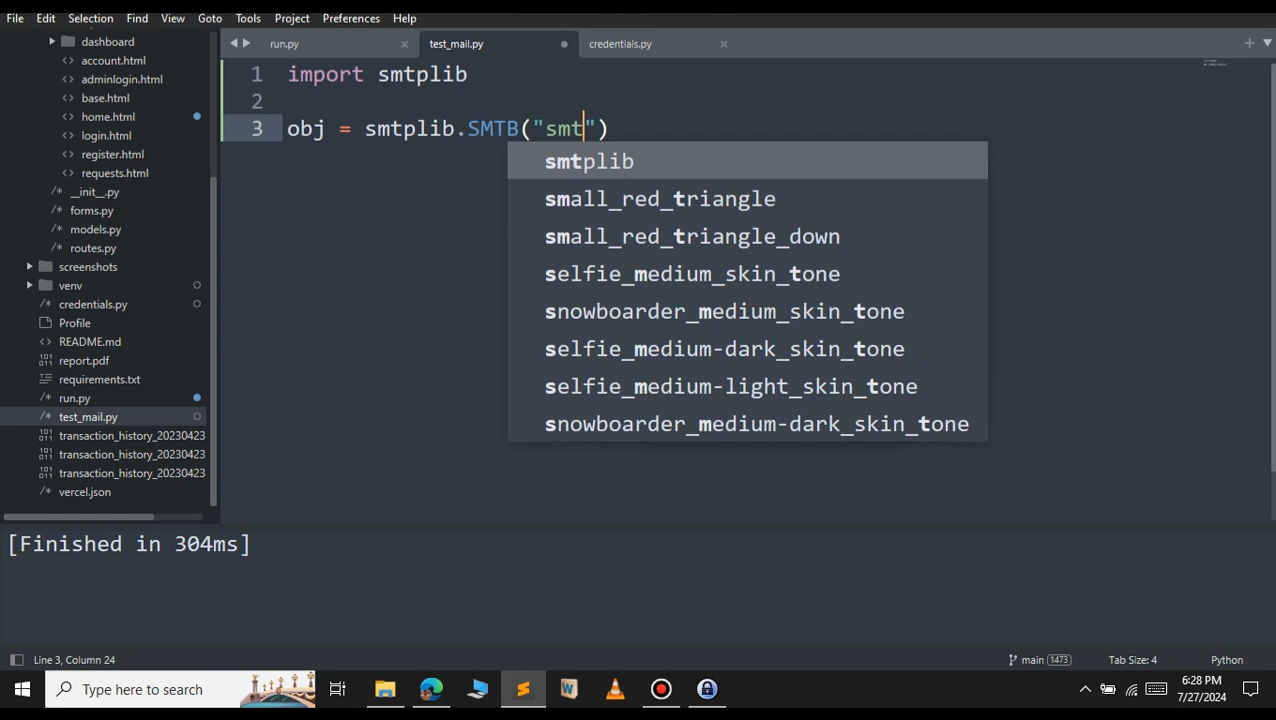 File Edit Selection Find View Goto Tools Project Preferences Help
dashboard
account.html
adminlogin.html
base.html
home.html
login.html
register.html
requests.html
__init__.py
forms.py
models.py
routes.py
screenshots
venv
credentials.py
Profile
README.md
report.pdf
requirements.txt
run.py
test_mail.py
transaction_history_20230423
transaction_history_20230423
transaction_history_20230423
vercel.json
run.py test_mail.py credentials.py
1 import smtplib
2
3 obj = smtplib.SMTB("smt")
smtplib
small_red_triangle
small_red_triangle_down
selfie_medium_skin_tone
snowboarder_medium_skin_tone
selfie_medium-dark_skin_tone
selfie_medium-light_skin_tone
snowboarder_medium-dark_skin_tone
[Finished in 304ms]
Line 3, Column 24 main 1473 Tab Size: 4 Python
Type here to search
6:28 PM
7/27/2024